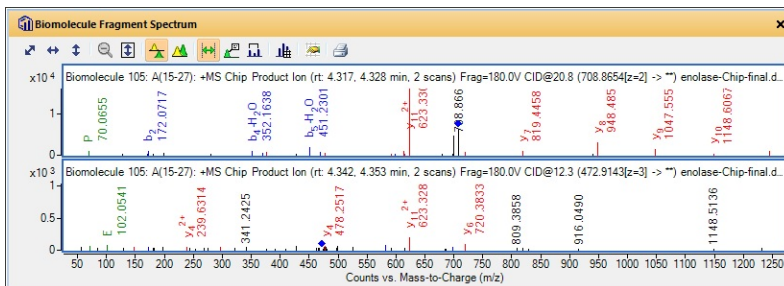 Biomolecule Fragment Spectrum
x10 4 Biomolecule 105: A(15-27): +MS Chip Product Ion (rt: 4.317, 4.328 min, 2 scans) Frag=180.0V CID@20.8 (708.8654[z=2] -> **) enolase-Chip-final.d...
P 70.0655
b2 172.0717
b4-H2O 352.1638
b5-H2O 451.2301
y11 2+ 623.330
708.866
y7 819.4458
y8 948.485
y9 1047.555
y10 1148.6067
1
0
x10 3 Biomolecule 105: A(15-27): +MS Chip Product Ion (rt: 4.342, 4.353 min, 2 scans) Frag=180.0V CID@12.3 (472.9143[z=3] -> **) enolase-Chip-final.d...
E 102.0541
y4 2+ 239.6314
341.2425
y4 478.2517
y11 2+ 623.328
y6 720.3833
809.3858
916.0490
1148.5136
1
0.5
0
50 100 150 200 250 300 350 400 450 500 550 600 650 700 750 800 850 900 950 1000 1050 1100 1150 1200 1250
Counts vs. Mass-to-Charge (m/z)